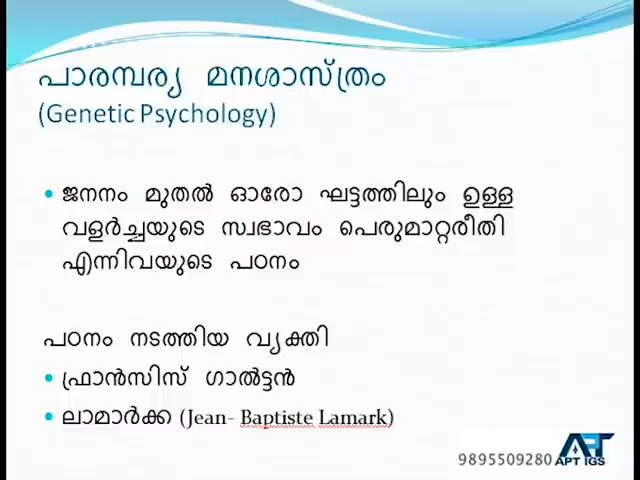 പാരമ്പര്യ മനശാസ്ത്രം
(Genetic Psychology)
• ജനനം മുതൽ ഓരോ ഘട്ടത്തിലും ഉള്ള
വളർച്ചയുടെ സ്വഭാവം പെരുമാറ്റരീതി
എന്നിവയുടെ പഠനം
പഠനം നടത്തിയ വ്യക്തി
• ഫ്രാൻസിസ് ഗാൽട്ടൻ
• ലാമാർക്ക (Jean- Baptiste Lamark)
9895509280
APT IGS